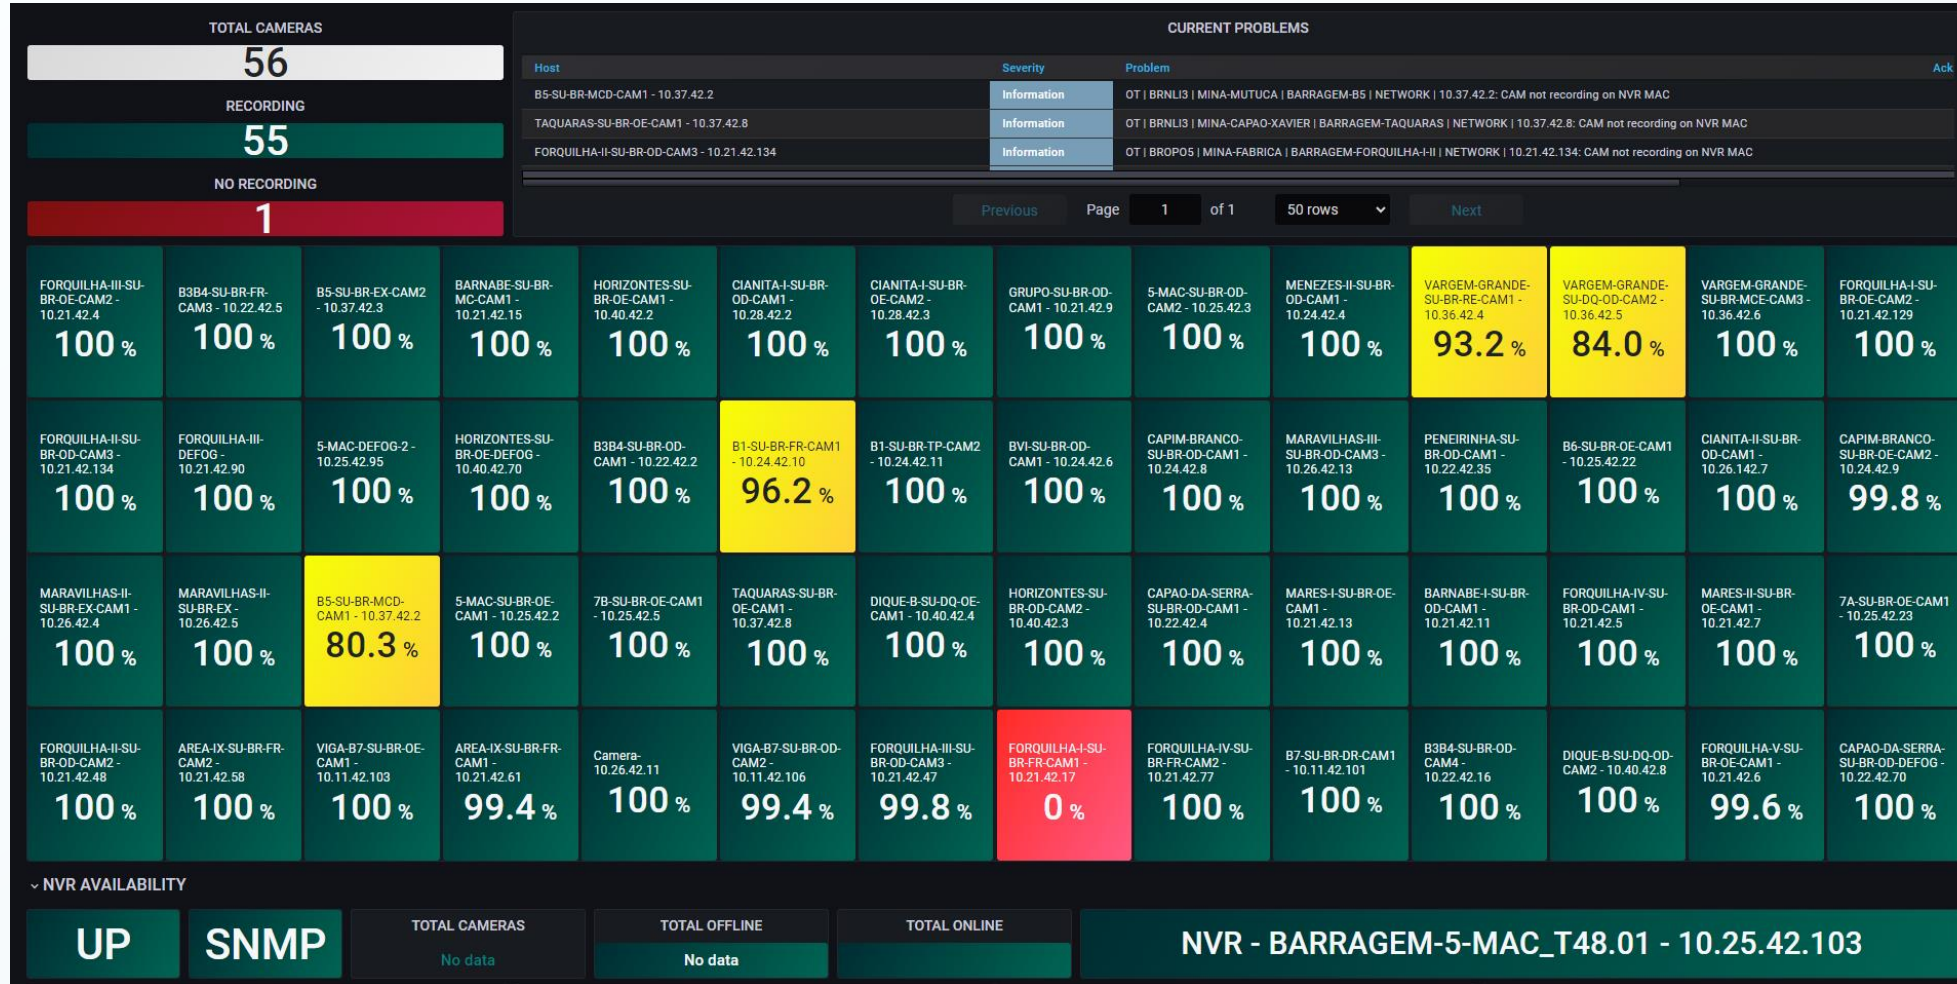 TOTAL CAMERAS
56
RECORDING
55
NO RECORDING
1
CURRENT PROBLEMS
Host Severity Problem Ack
B5-SU-BR-MCD-CAM1 - 10.37.42.2 Information OT | BRNLI3 | MINA-MUTUCA | BARRAGEM-B5 | NETWORK | 10.37.42.2: CAM not recording on NVR MAC
TAQUARAS-SU-BR-OE-CAM1 - 10.37.42.8 Information OT | BRNLI3 | MINA-CAPAO-XAVIER | BARRAGEM-TAQUARAS | NETWORK | 10.37.42.8: CAM not recording on NVR MAC
FORQUILHA-II-SU-BR-OD-CAM3 - 10.21.42.134 Information OT | BROPO5 | MINA-FABRICA | BARRAGEM-FORQUILHA-I-II | NETWORK | 10.21.42.134: CAM not recording on NVR MAC
Previous Page 1 of 1 50 rows Next
FORQUILHA-III-SU-
BR-OE-CAM2 -
10.21.42.4
100 %
B3B4-SU-BR-FR-
CAM3 - 10.22.42.5
100 %
B5-SU-BR-EX-CAM2
- 10.37.42.3
100 %
BARNABE-SU-BR-
MC-CAM1 -
10.21.42.15
100 %
HORIZONTES-SU-
BR-OE-CAM1 -
10.40.42.2
100 %
CIANITA-I-SU-BR-
OD-CAM1 -
10.28.42.2
100 %
CIANITA-I-SU-BR-
OE-CAM2 -
10.28.42.3
100 %
GRUPO-SU-BR-OD-
CAM1 - 10.21.42.9
100 %
5-MAC-SU-BR-OD-
CAM2 - 10.25.42.3
100 %
MENEZES-II-SU-BR-
OD-CAM1 -
10.24.42.4
100 %
VARGEM-GRANDE-
SU-BR-RE-CAM1 -
10.36.42.4
93.2 %
VARGEM-GRANDE-
SU-DQ-OD-CAM2 -
10.36.42.5
84.0 %
VARGEM-GRANDE-
SU-BR-MCE-CAM3 -
10.36.42.6
100 %
FORQUILHA-I-SU-
BR-OE-CAM2 -
10.21.42.129
100 %
FORQUILHA-II-SU-
BR-OD-CAM3 -
10.21.42.134
100 %
FORQUILHA-III-
DEFOG -
10.21.42.90
100 %
5-MAC-DEFOG-2 -
10.25.42.95
100 %
HORIZONTES-SU-
BR-OE-DEFOG -
10.40.42.70
100 %
B3B4-SU-BR-OD-
CAM1 - 10.22.42.2
100 %
B1-SU-BR-FR-CAM1
- 10.24.42.10
96.2 %
B1-SU-BR-TP-CAM2
- 10.24.42.11
100 %
BVI-SU-BR-OD-
CAM1 - 10.24.42.6
100 %
CAPIM-BRANCO-
SU-BR-OD-CAM1 -
10.24.42.8
100 %
MARAVILHAS-III-
SU-BR-OD-CAM3 -
10.26.42.13
100 %
PENEIRINHA-SU-
BR-OD-CAM1 -
10.22.42.35
100 %
B6-SU-BR-OE-CAM1
- 10.25.42.22
100 %
CIANITA-II-SU-BR-
OD-CAM1 -
10.26.142.7
100 %
CAPIM-BRANCO-
SU-BR-OE-CAM2 -
10.24.42.9
99.8 %
MARAVILHAS-II-
SU-BR-EX-CAM1 -
10.26.42.4
100 %
MARAVILHAS-II-
SU-BR-EX -
10.26.42.5
100 %
B5-SU-BR-MCD-
CAM1 - 10.37.42.2
80.3 %
5-MAC-SU-BR-OE-
CAM1 - 10.25.42.2
100 %
7B-SU-BR-OE-CAM1
- 10.25.42.5
100 %
TAQUARAS-SU-BR-
OE-CAM1 -
10.37.42.8
100 %
DIQUE-B-SU-DQ-OE-
CAM1 - 10.40.42.4
100 %
HORIZONTES-SU-
BR-OD-CAM2 -
10.40.42.3
100 %
CAPAO-DA-SERRA-
SU-BR-OD-CAM1 -
10.22.42.4
100 %
MARES-I-SU-BR-OE-
CAM1 -
10.21.42.13
100 %
BARNABE-I-SU-BR-
OD-CAM1 -
10.21.42.11
100 %
FORQUILHA-IV-SU-
BR-OD-CAM1 -
10.21.42.5
100 %
MARES-II-SU-BR-
OE-CAM1 -
10.21.42.7
100 %
7A-SU-BR-OE-CAM1
- 10.25.42.23
100 %
FORQUILHA-II-SU-
BR-OD-CAM2 -
10.21.42.48
100 %
AREA-IX-SU-BR-FR-
CAM2 -
10.21.42.58
100 %
VIGA-B7-SU-BR-OE-
CAM1 -
10.11.42.103
100 %
AREA-IX-SU-BR-FR-
CAM1 -
10.21.42.61
99.4 %
Camera-
10.26.42.11
100 %
VIGA-B7-SU-BR-OD-
CAM2 -
10.11.42.106
99.4 %
FORQUILHA-III-SU-
BR-OD-CAM3 -
10.21.42.47
99.8 %
FORQUILHA-I-SU-
BR-FR-CAM1 -
10.21.42.17
0 %
FORQUILHA-IV-SU-
BR-FR-CAM2 -
10.21.42.77
100 %
B7-SU-BR-DR-CAM1
- 10.11.42.101
100 %
B3B4-SU-BR-OD-
CAM4 -
10.22.42.16
100 %
DIQUE-B-SU-DQ-OD-
CAM2 - 10.40.42.8
100 %
FORQUILHA-V-SU-
BR-OE-CAM1 -
10.21.42.6
99.6 %
CAPAO-DA-SERRA-
SU-BR-OD-DEFOG -
10.22.42.70
100 %
NVR AVAILABILITY
UP
SNMP
TOTAL CAMERAS
No data
TOTAL OFFLINE
No data
TOTAL ONLINE
NVR - BARRAGEM-5-MAC_T48.01 - 10.25.42.103